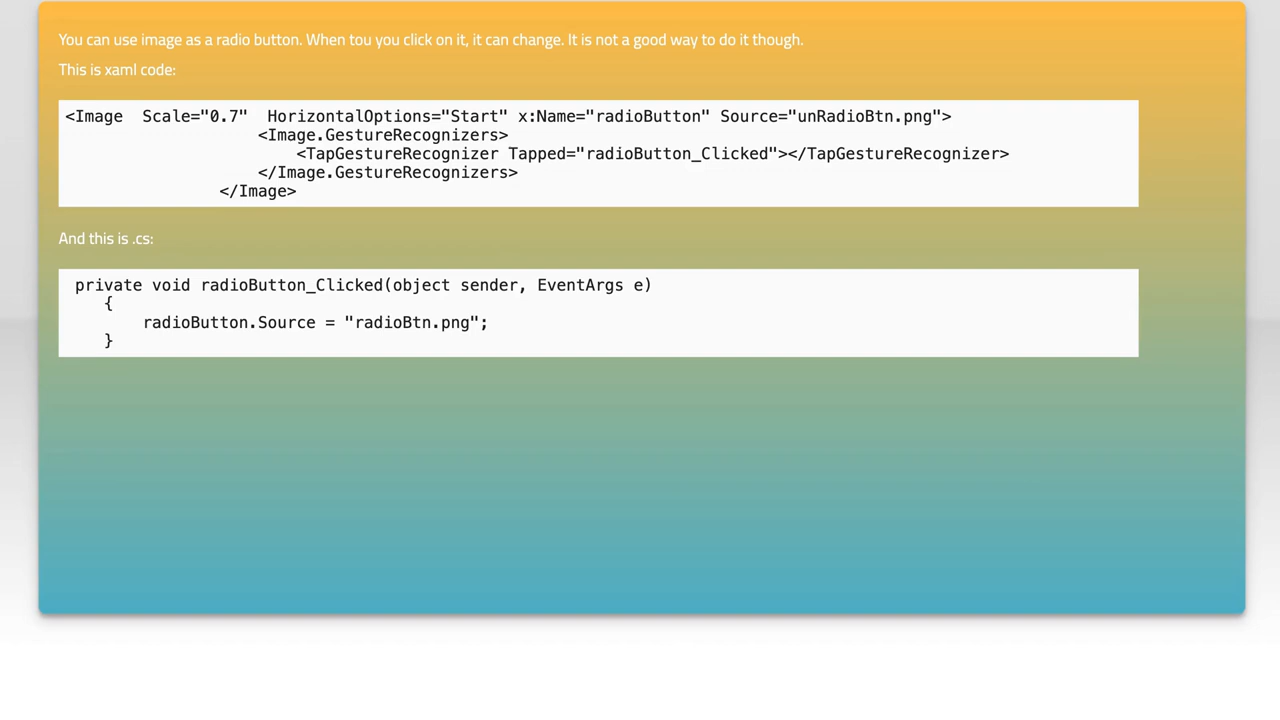 You can use image as a radio button. When tou you click on it, it can change. It is not a good way to do it though.
This is xaml code:
<Image  Scale="0.7"  HorizontalOptions="Start" x:Name="radioButton" Source="unRadioBtn.png">
                    <Image.GestureRecognizers>
                        <TapGestureRecognizer Tapped="radioButton_Clicked"></TapGestureRecognizer>
                    </Image.GestureRecognizers>
                </Image>
And this is .cs:
 private void radioButton_Clicked(object sender, EventArgs e)
    {
        radioButton.Source = "radioBtn.png";
    }